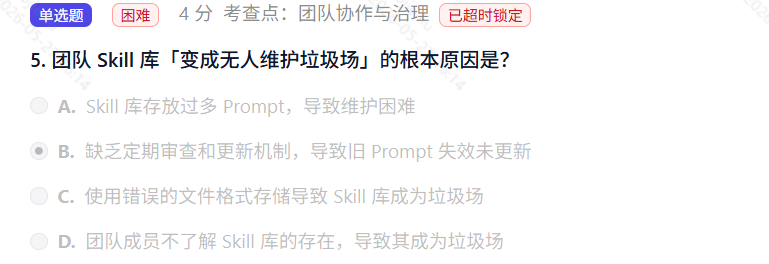 单选题 困难 4 分 考查点：团队协作与治理 已超时锁定
5. 团队 Skill 库「变成无人维护垃圾场」的根本原因是？
A. Skill 库存放过多 Prompt，导致维护困难
B. 缺乏定期审查和更新机制，导致旧 Prompt 失效未更新
C. 使用错误的文件格式存储导致 Skill 库成为垃圾场
D. 团队成员不了解 Skill 库的存在，导致其成为垃圾场